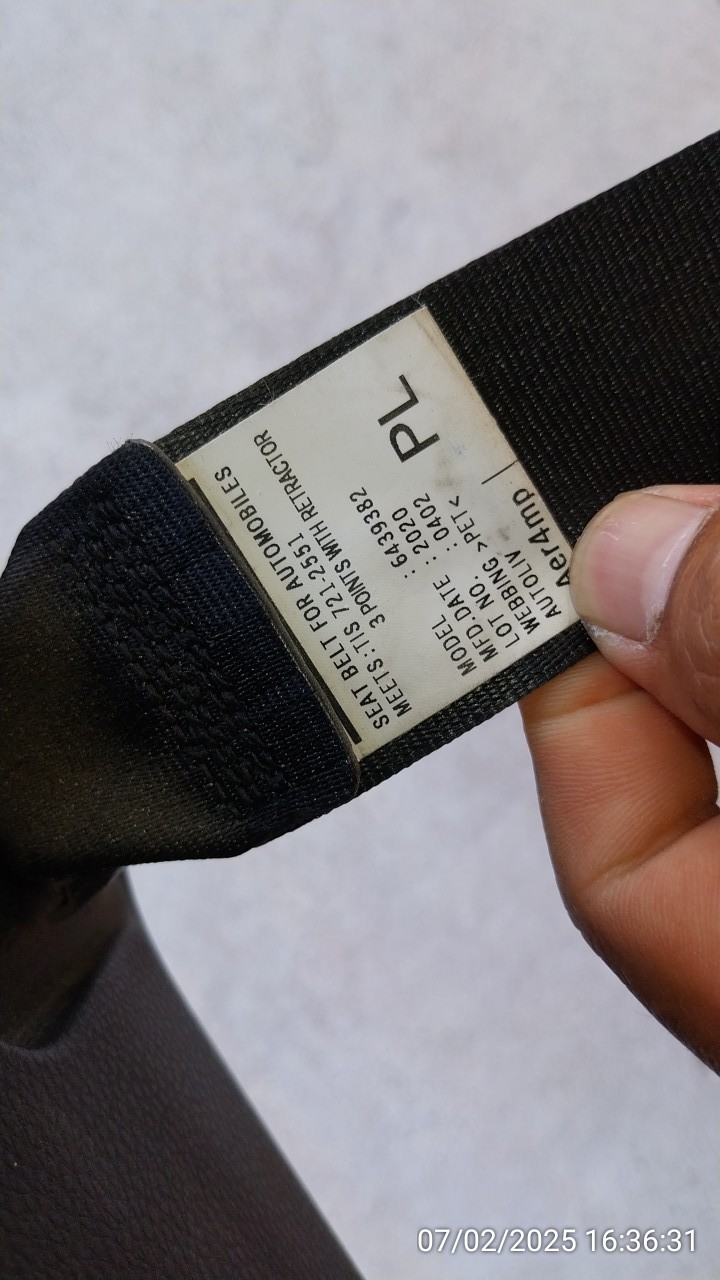 SEAT BELT FOR AUTOMOBILES
MEETS : TIS 721-2551
3 POINTS WITH RETRACTOR
MODEL : 6439382
MFD.DATE : 2020
LOT NO. : 0402
WEBBING >PET<
AUTOLIV
PL
Aer4mp
07/02/2025 16:36:31